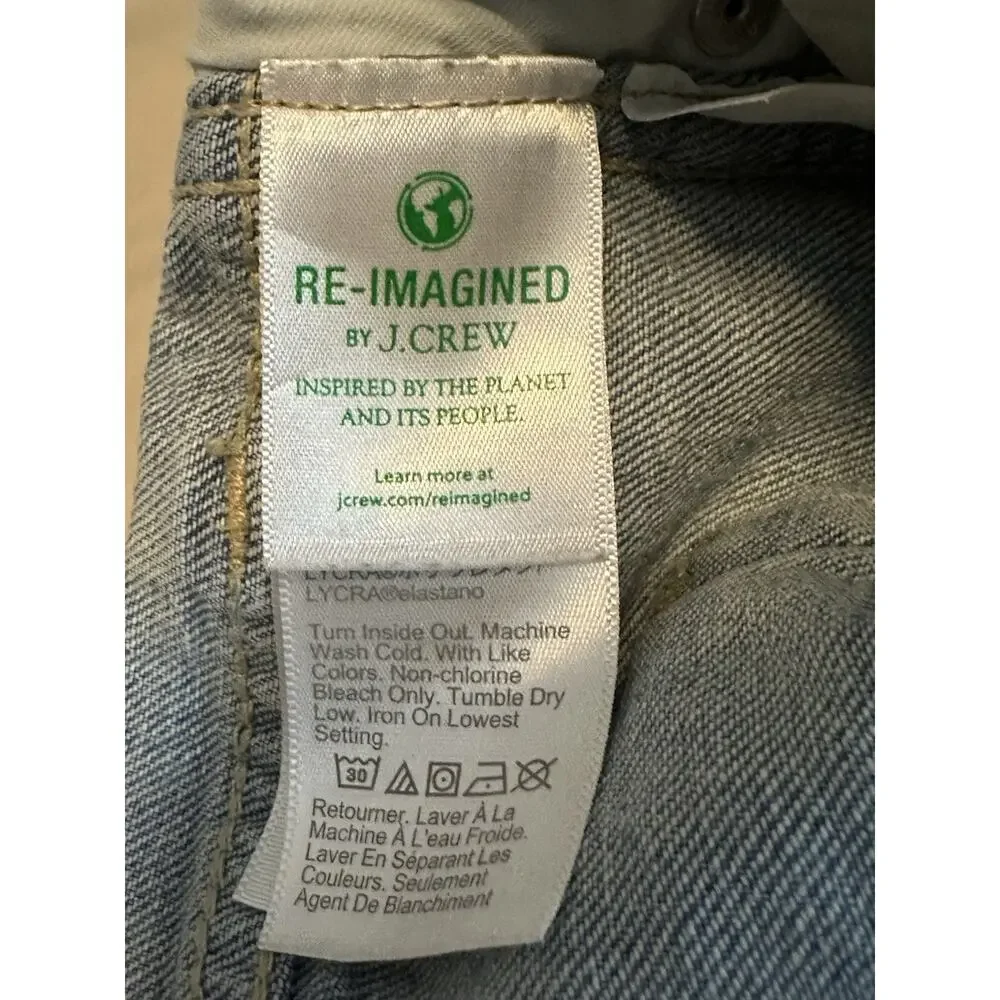 RE-IMAGINED
BY J.CREW
INSPIRED BY THE PLANET
AND ITS PEOPLE.
Learn more at
jcrew.com/reimagined
LYCRA®elastano
Turn Inside Out. Machine
Wash Cold. With Like
Colors. Non-chlorine
Bleach Only. Tumble Dry
Low. Iron On Lowest
Setting.
30
Retourner. Laver À La
Machine À L'eau Froide.
Laver En Séparant Les
Couleurs. Seulement
Agent De Blanchiment